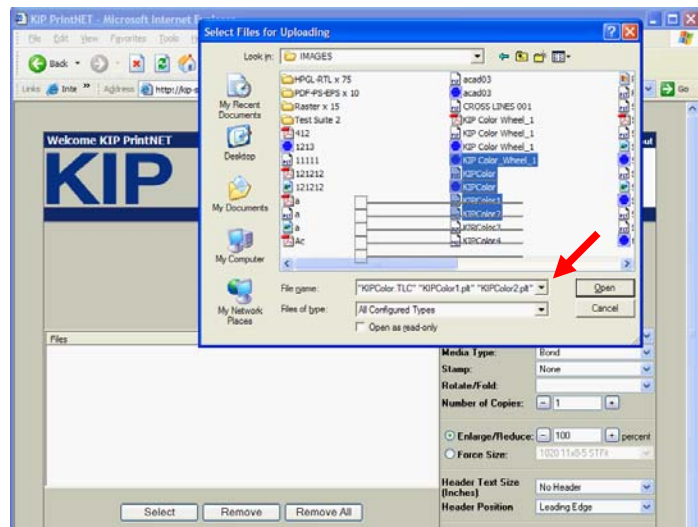 KIP PrintNET - Microsoft Internet
File Edit View Favorites Tools
Back
Links Inte Address http://kip-s
Go
Welcome KIP PrintNET
KIP
Select Files for Uploading
Look in: IMAGES
My Recent Documents
Desktop
My Documents
My Computer
My Network Places
HPGL-RTL x 75
PDF-PS-EPS x 10
Raster x 15
Test Suite 2
412
1213
11111
121212
121212
a
a
a
Ac
acad03
acad03
CROSS LINES 001
KIP Color Wheel_1
KIP Color Wheel_1
KIP Color Wheel_1
KIP Color_Wheel_1
KIPColor
KIPColor
KIPColor1
KIPColor2
KIPColor3
KIPColor4
File name: "KIPColor.TLC" "KIPColor1.plt" "KIPColor2.plt"
Open
Files of type: All Configured Types
Cancel
Open as read-only
Files
Media Type: Bond
Stamp: None
Rotate/Fold:
Number of Copies: - 1 +
Enlarge/Reduce: - 100 + percent
Force Size:
Header Text Size (Inches) No Header
Header Position Leading Edge
Select Remove Remove All